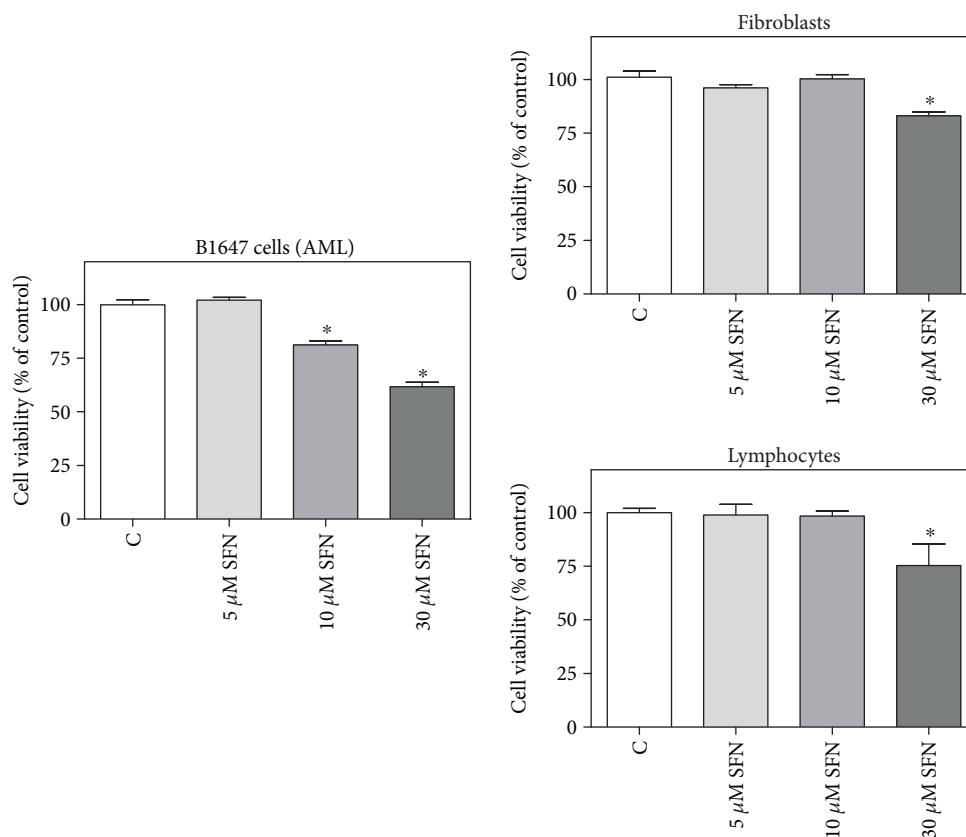 B1647 cells (AML)
Cell viability (% of control)
100
75
50
25
0
*
*
C
5 μM SFN
10 μM SFN
30 μM SFN
Fibroblasts
Cell viability (% of control)
100
75
50
25
0
*
C
5 μM SFN
10 μM SFN
30 μM SFN
Lymphocytes
Cell viability (% of control)
100
75
50
25
0
*
C
5 μM SFN
10 μM SFN
30 μM SFN